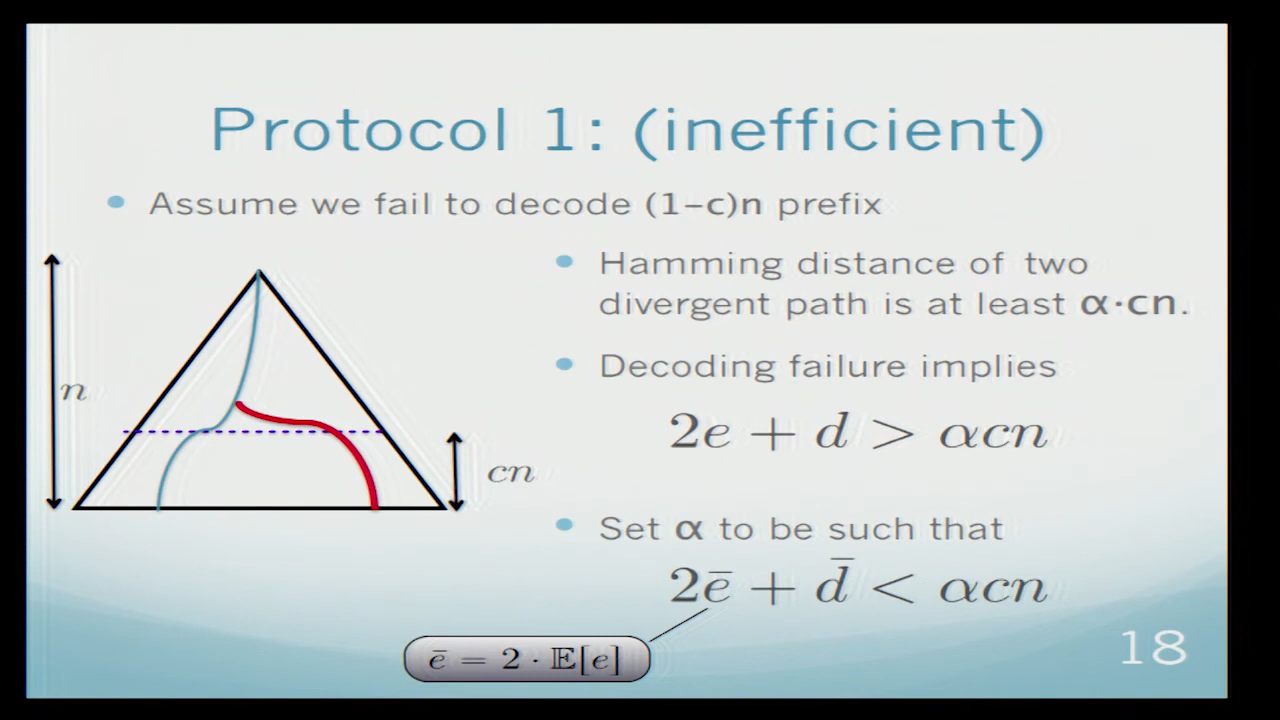 Protocol 1: (inefficient)
• Assume we fail to decode (1–c)n prefix
• Hamming distance of two
divergent path is at least α·cn.
• Decoding failure implies
2e + d > αcn
• Set α to be such that
2ē + d̄ < αcn
n
cn
ē = 2 · 𝔼[e]
18